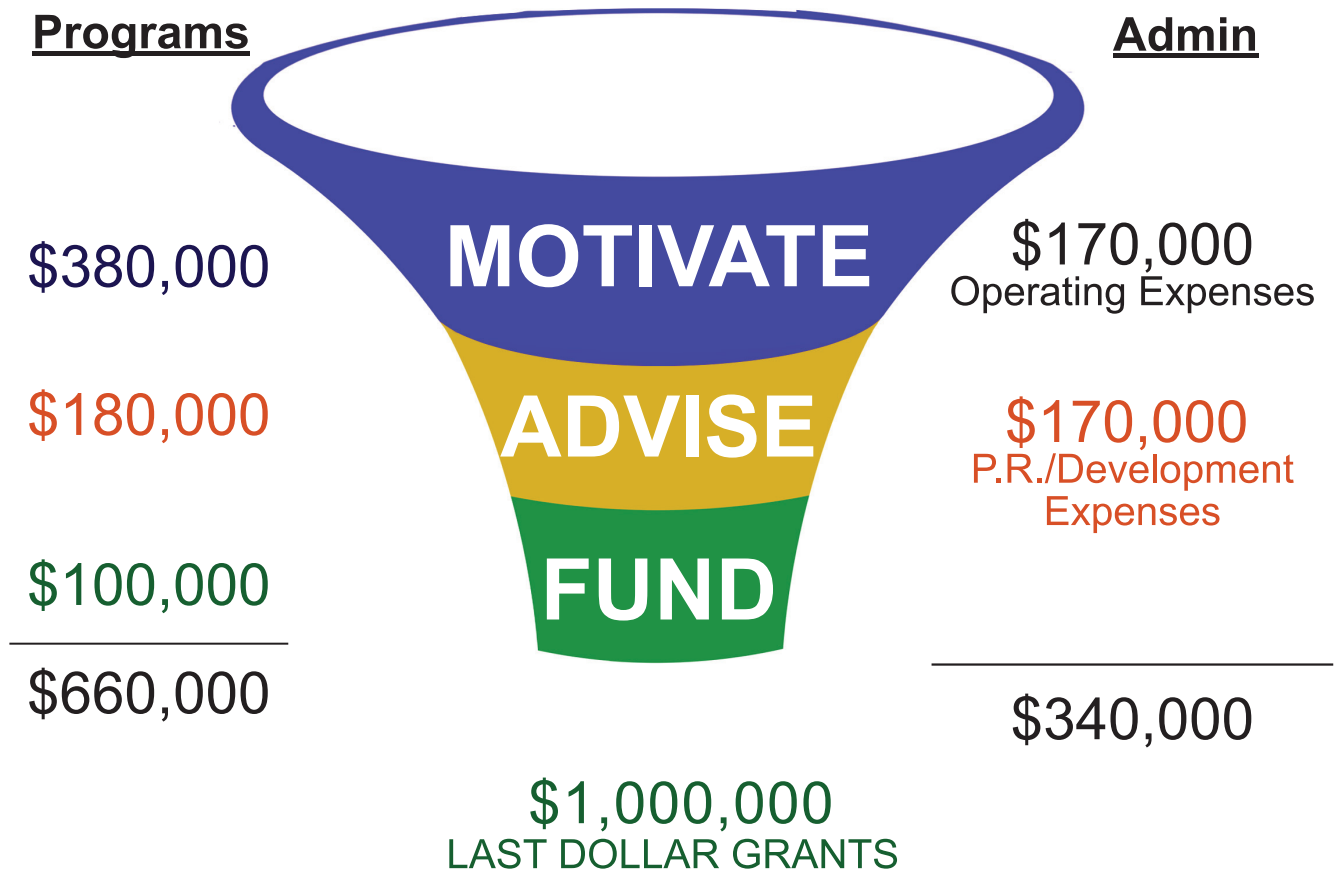 Programs
Admin
MOTIVATE
$380,000
$170,000
Operating Expenses
ADVISE
$180,000
$170,000
P.R./Development
Expenses
FUND
$100,000
$660,000
$340,000
$1,000,000
LAST DOLLAR GRANTS